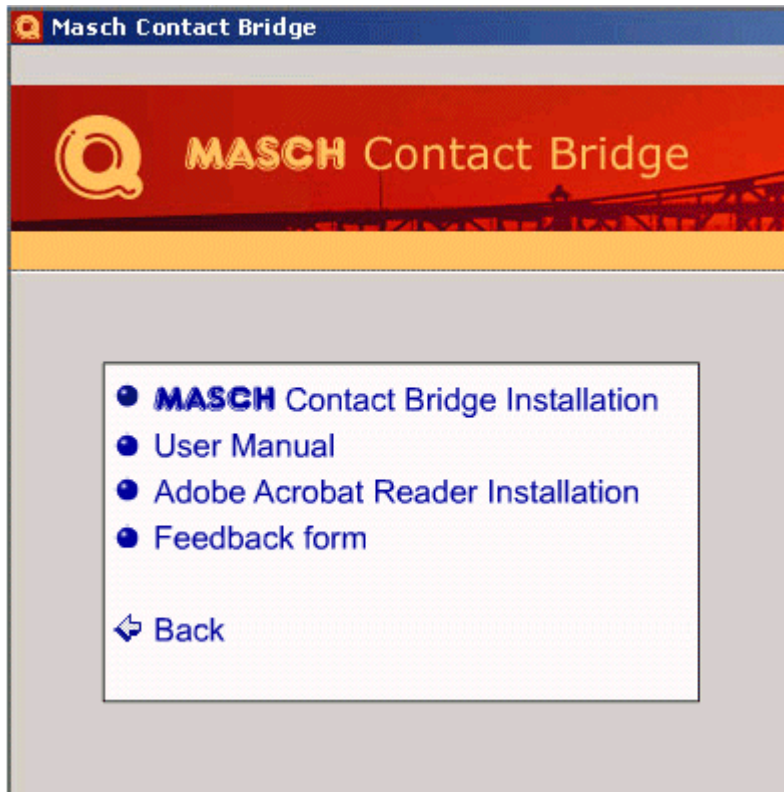 Masch Contact Bridge
MASCH Contact Bridge
MASCH Contact Bridge Installation
User Manual
Adobe Acrobat Reader Installation
Feedback form
Back